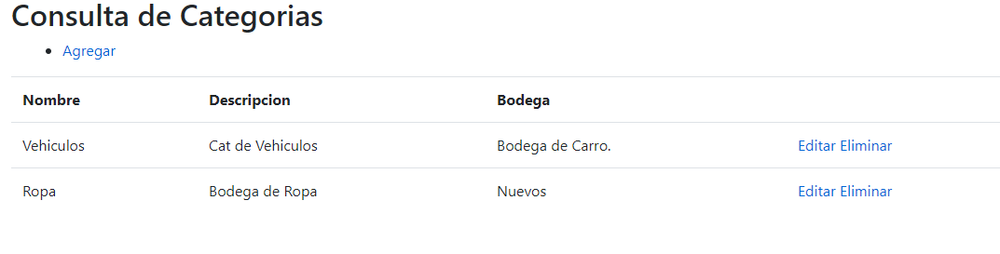 Consulta de Categorias
Agregar
Nombre Descripcion Bodega
Vehiculos Cat de Vehiculos Bodega de Carro. Editar Eliminar
Ropa Bodega de Ropa Nuevos Editar Eliminar